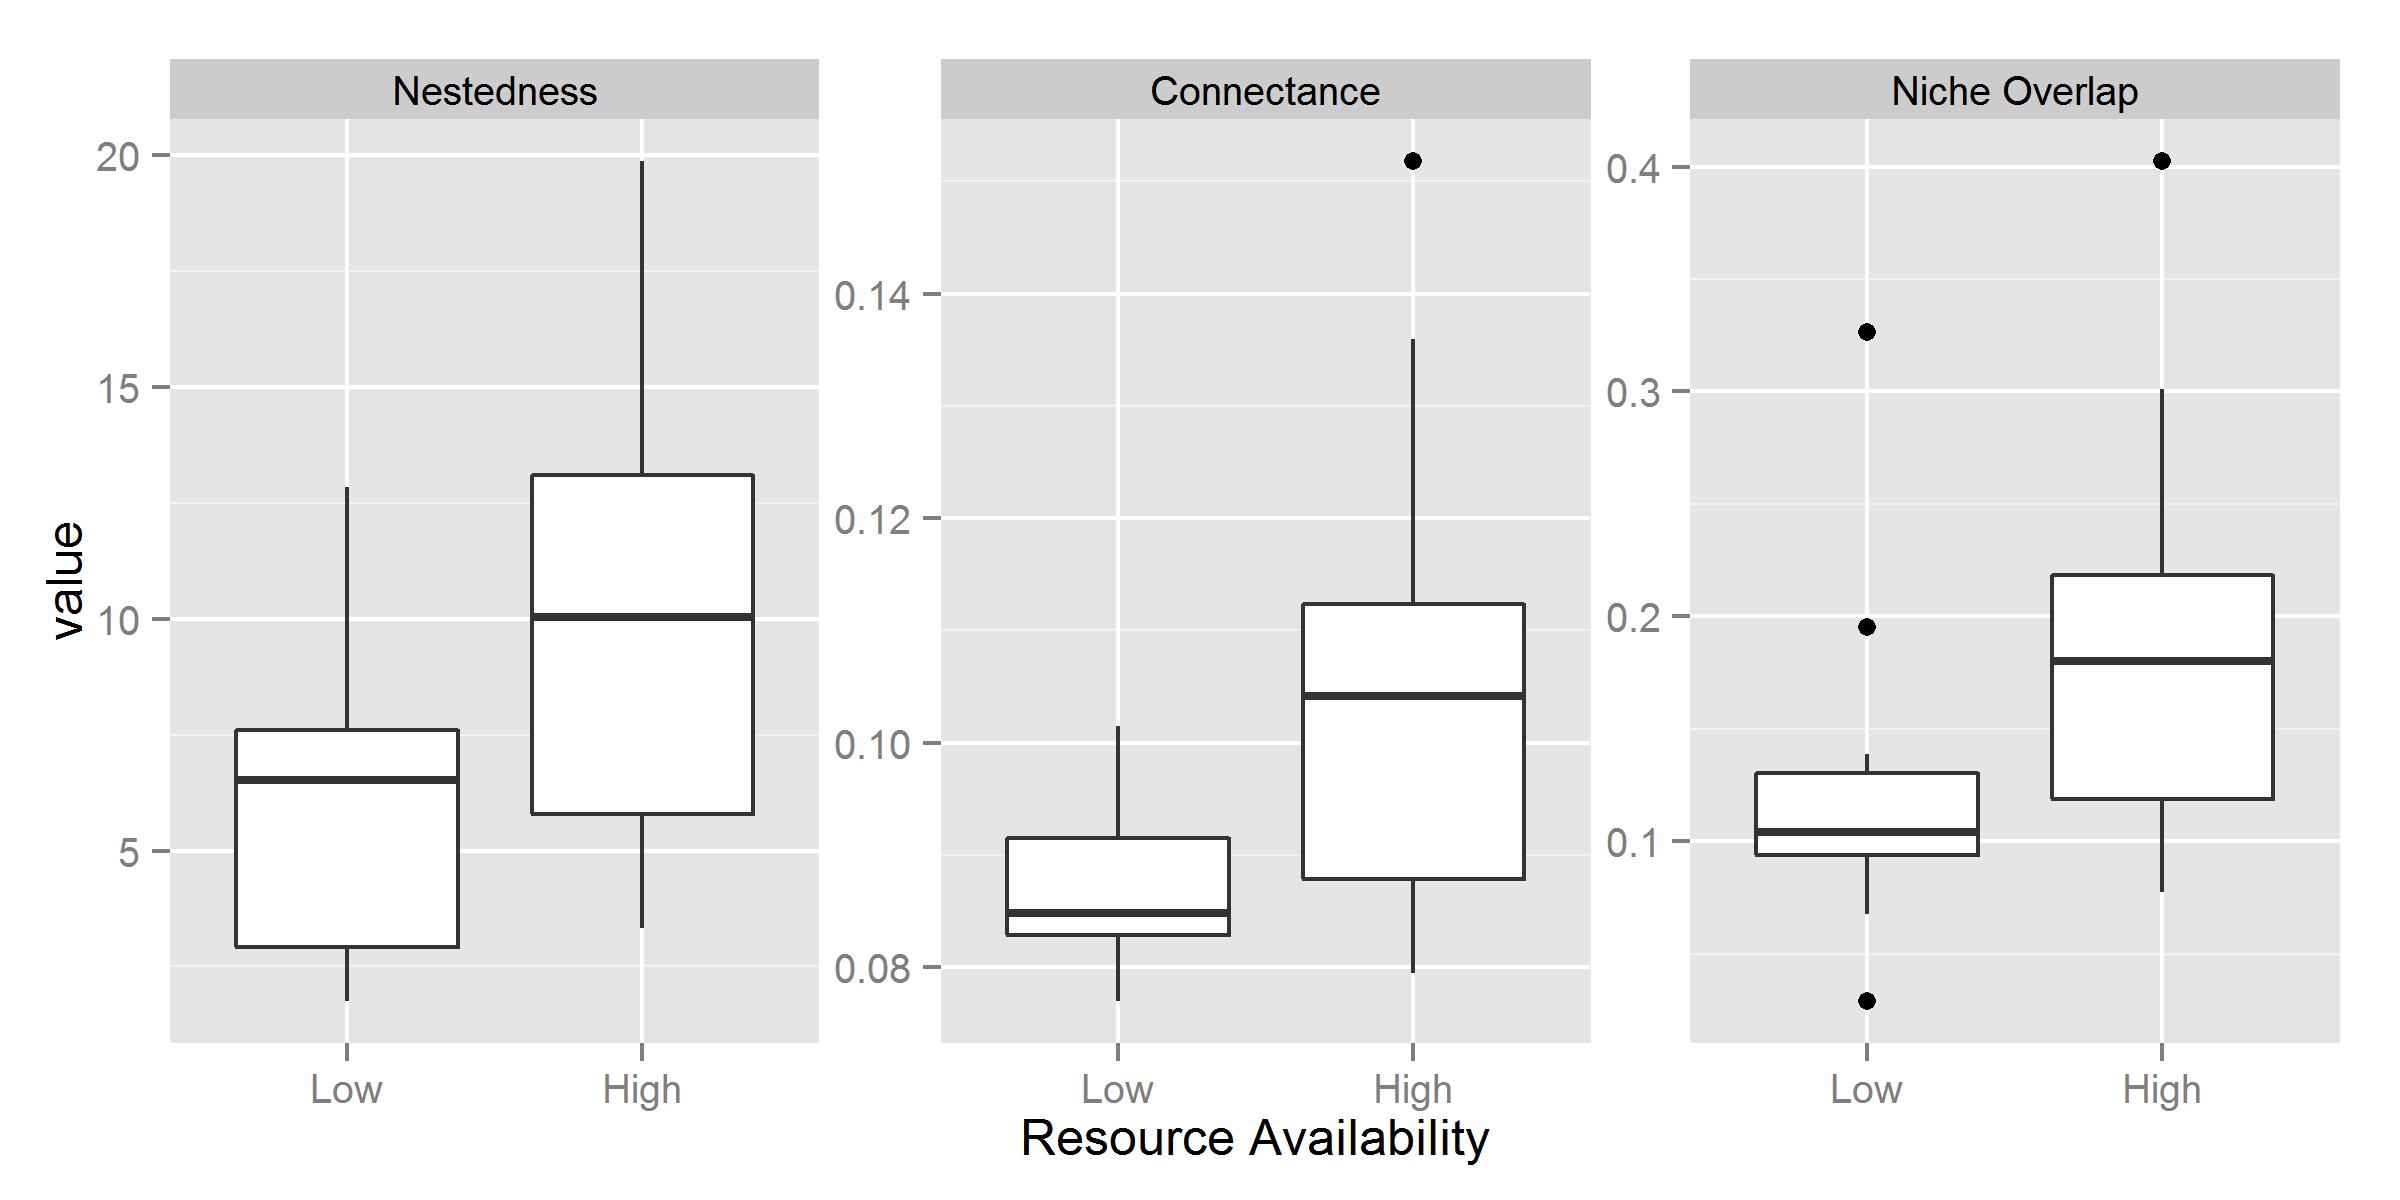 Nestedness
Connectance
Niche Overlap
value
20
15
10
5
0.14
0.12
0.10
0.08
0.4
0.3
0.2
0.1
Low High
Low High
Low High
Resource Availability